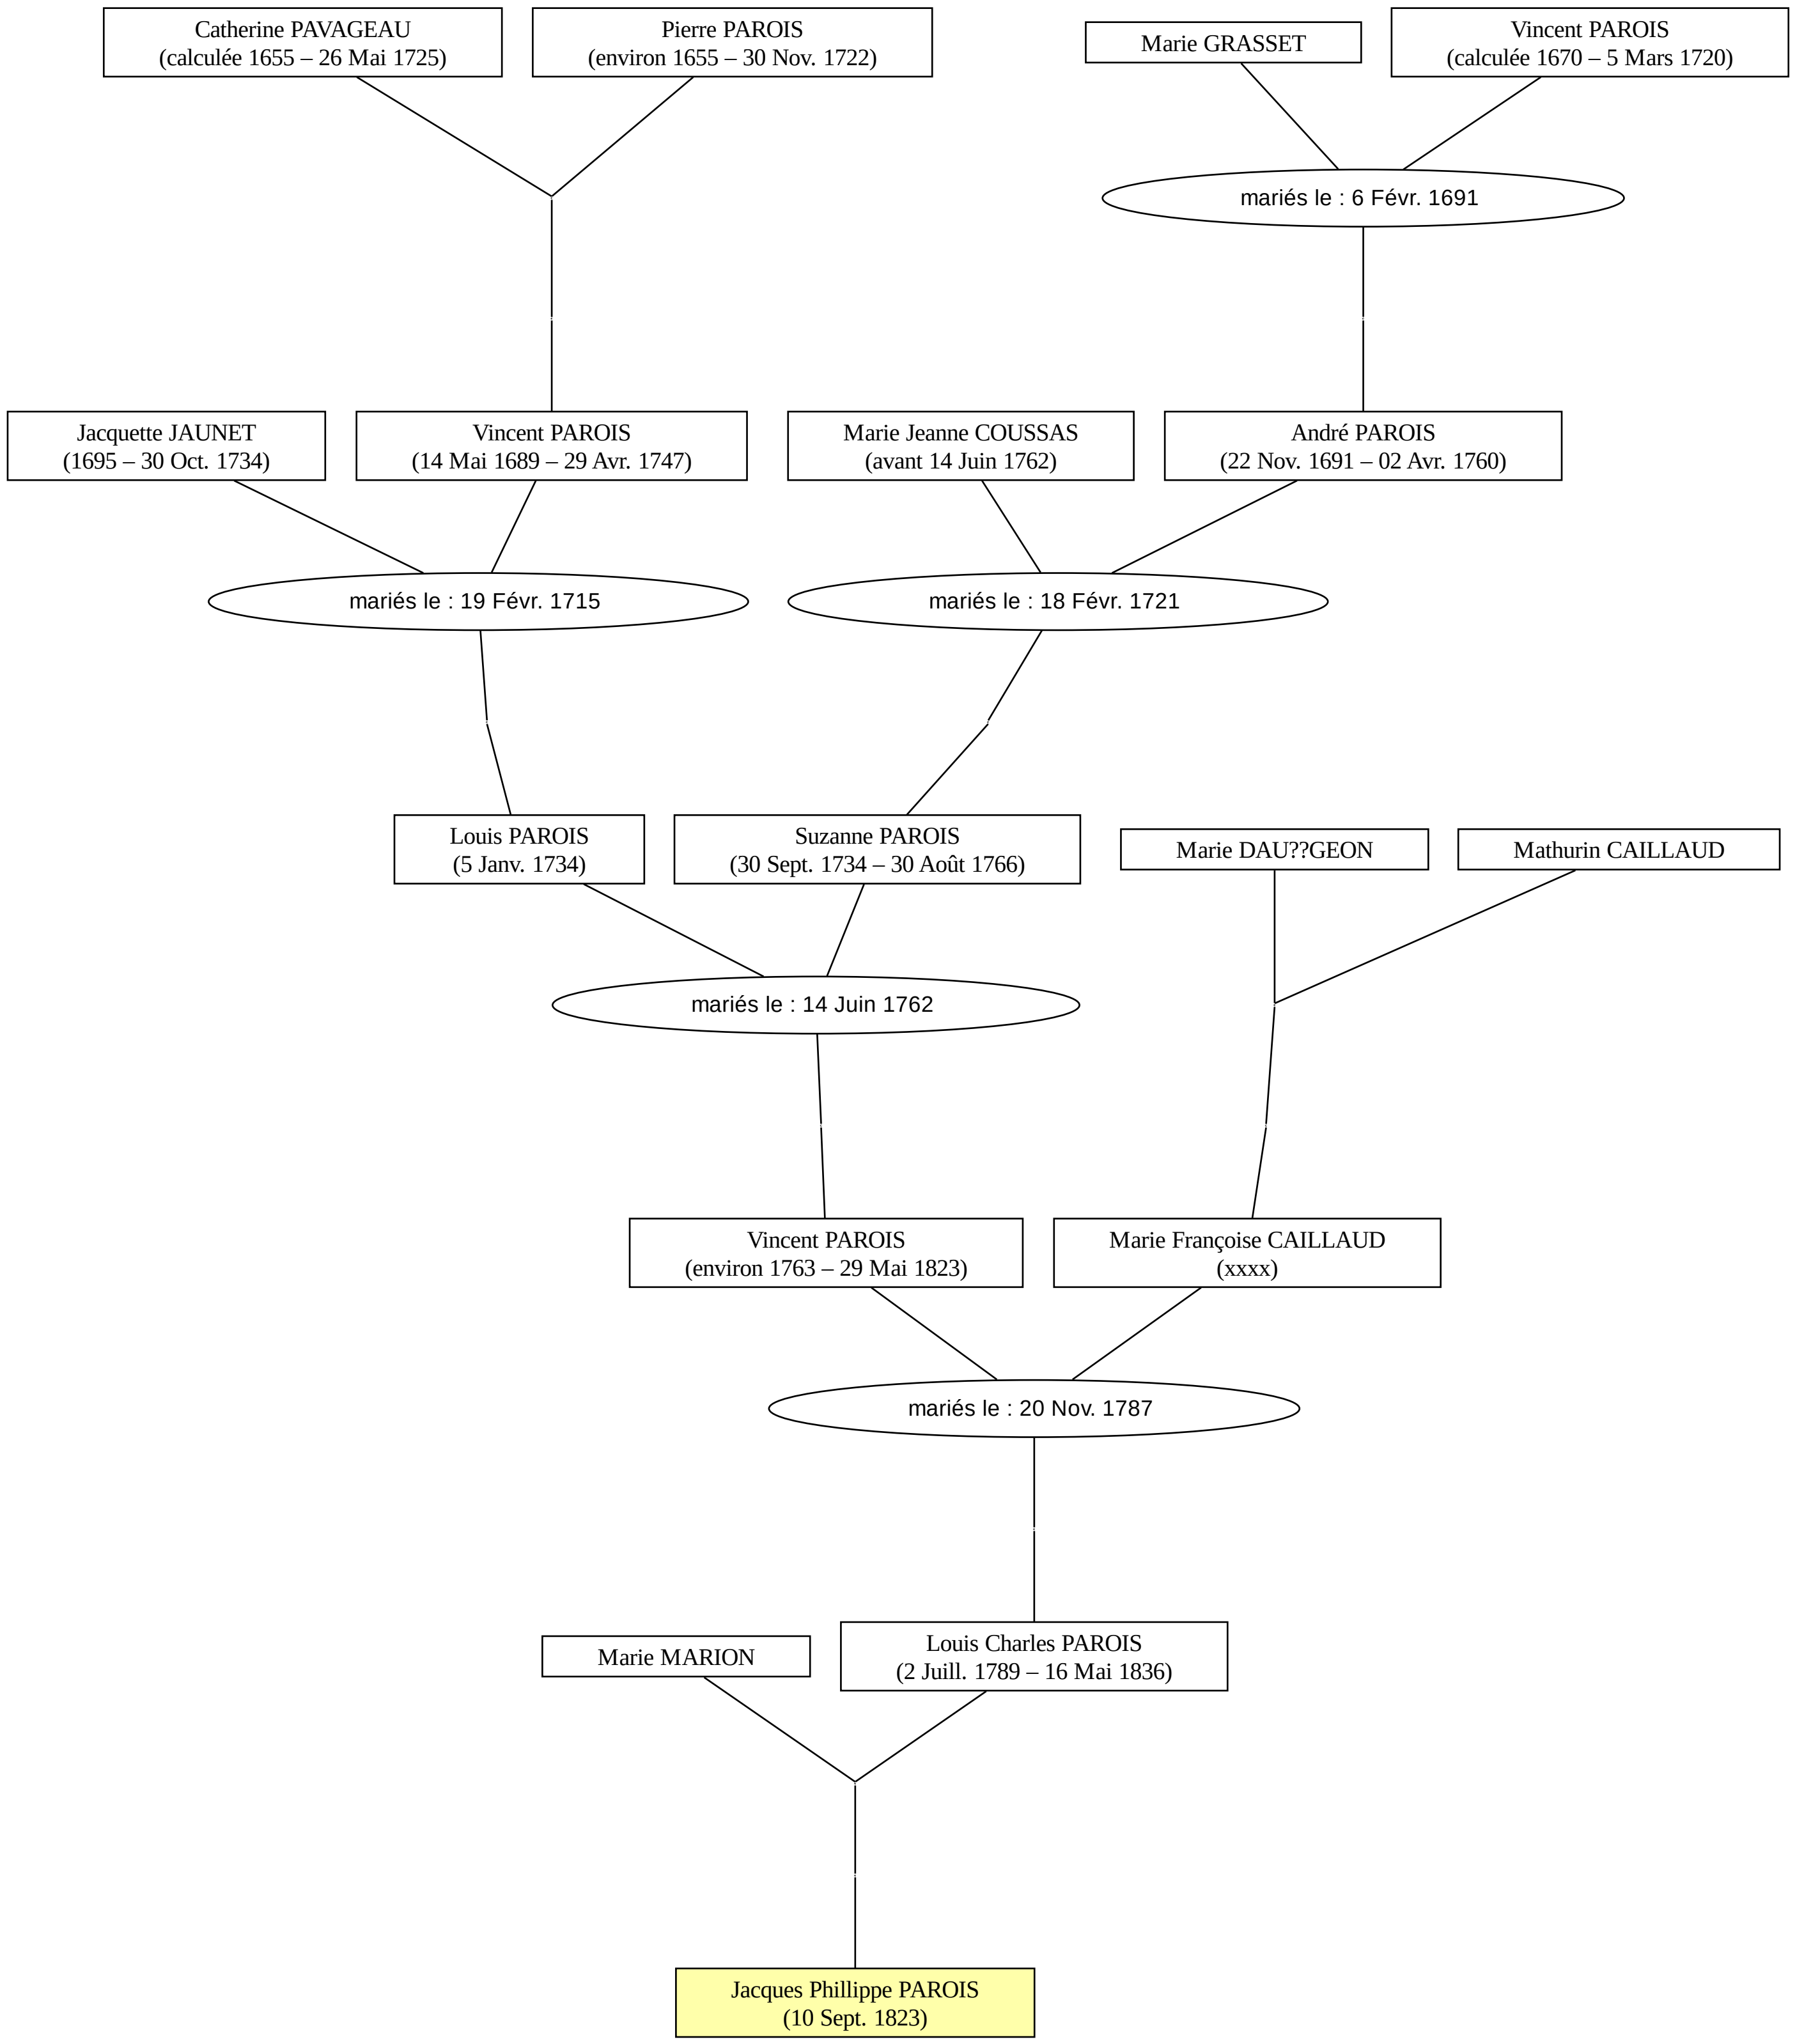 Catherine PAVAGEAU
(calculée 1655 – 26 Mai 1725)
Pierre PAROIS
(environ 1655 – 30 Nov. 1722)
Marie GRASSET
Vincent PAROIS
(calculée 1670 – 5 Mars 1720)
mariés le : 6 Févr. 1691
Jacquette JAUNET
(1695 – 30 Oct. 1734)
Vincent PAROIS
(14 Mai 1689 – 29 Avr. 1747)
Marie Jeanne COUSSAS
(avant 14 Juin 1762)
André PAROIS
(22 Nov. 1691 – 02 Avr. 1760)
mariés le : 19 Févr. 1715
mariés le : 18 Févr. 1721
Louis PAROIS
(5 Janv. 1734)
Suzanne PAROIS
(30 Sept. 1734 – 30 Août 1766)
Marie DAU??GEON
Mathurin CAILLAUD
mariés le : 14 Juin 1762
Vincent PAROIS
(environ 1763 – 29 Mai 1823)
Marie Françoise CAILLAUD
(xxxx)
mariés le : 20 Nov. 1787
Marie MARION
Louis Charles PAROIS
(2 Juill. 1789 – 16 Mai 1836)
Jacques Phillippe PAROIS
(10 Sept. 1823)